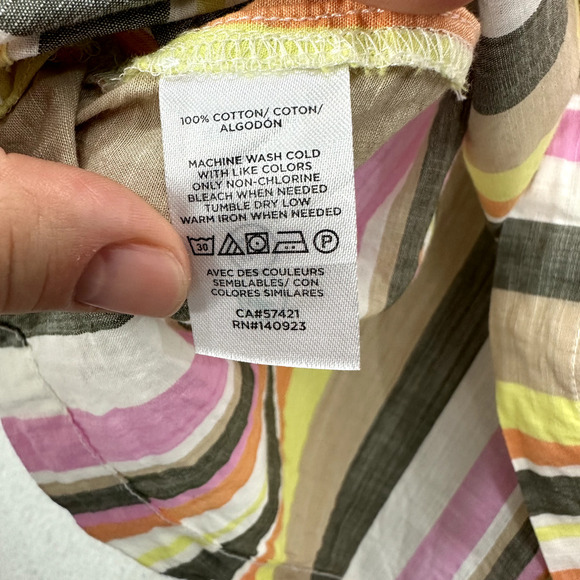 100% COTTON/ COTON/
ALGODÓN
MACHINE WASH COLD
WITH LIKE COLORS
ONLY NON-CHLORINE
BLEACH WHEN NEEDED
TUMBLE DRY LOW
WARM IRON WHEN NEEDED
30 P
AVEC DES COULEURS
SEMBLABLES/ CON
COLORES SIMILARES
CA#57421
RN#140923